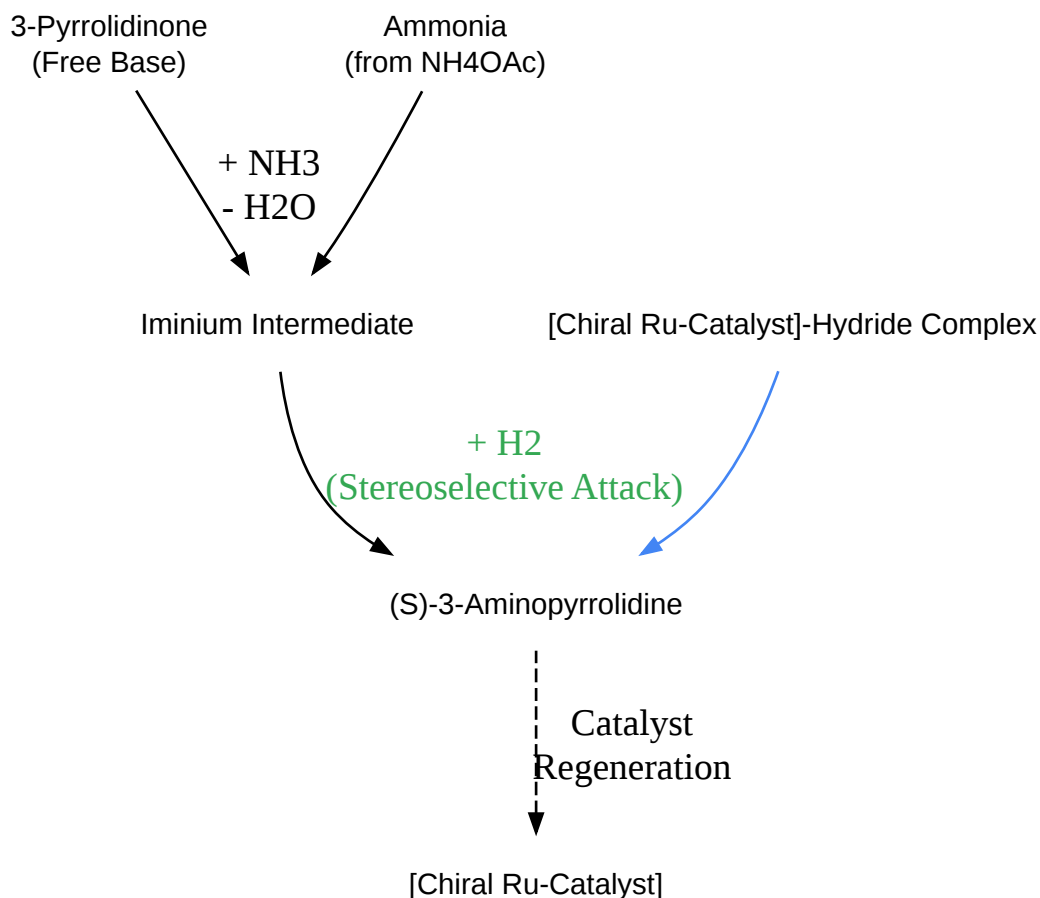 3-Pyrrolidinone
(Free Base)
Ammonia
(from NH4OAc)
+ NH3
- H2O
Iminium Intermediate
[Chiral Ru-Catalyst]-Hydride Complex
+ H2
(Stereoselective Attack)
(S)-3-Aminopyrrolidine
Catalyst
Regeneration
[Chiral Ru-Catalyst]